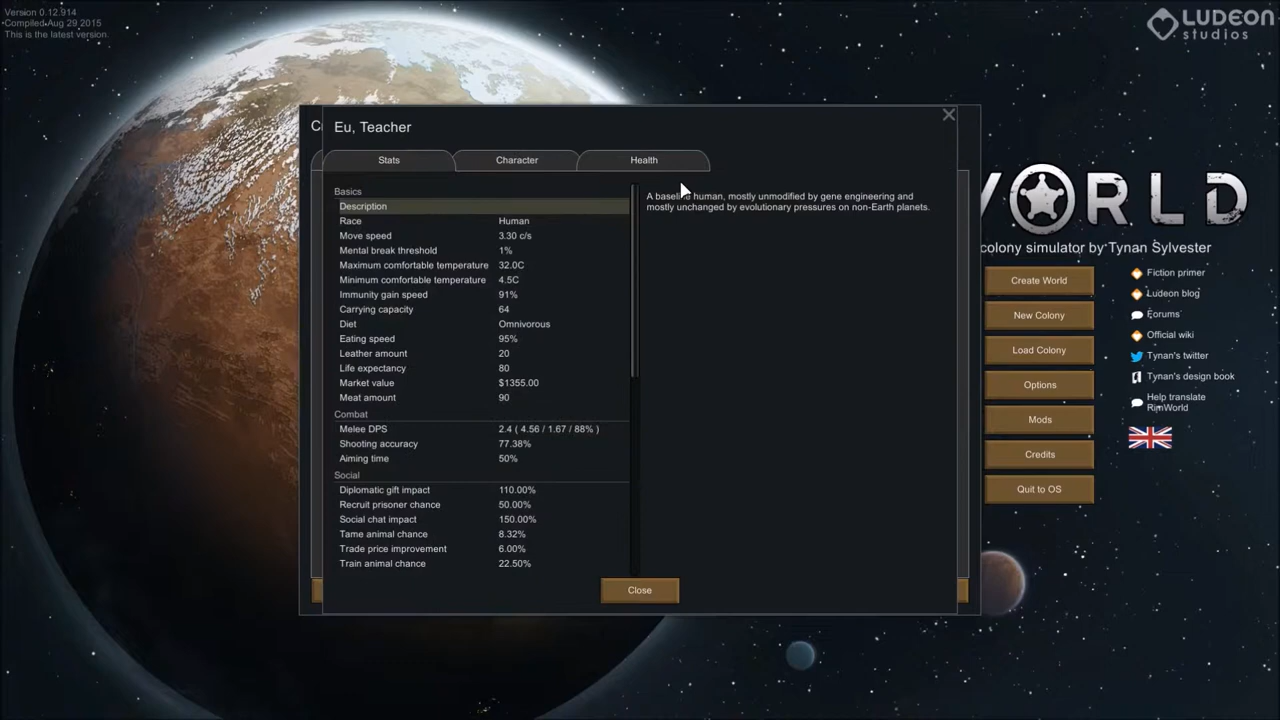 Version 0.12.914
Compiled Aug 29 2015
This is the latest version.
LUDEON
studios
Eu, Teacher
Stats
Character
Health
Basics
Description
Race Human
Move speed 3.30 c/s
Mental break threshold 1%
Maximum comfortable temperature 32.0C
Minimum comfortable temperature 4.5C
Immunity gain speed 91%
Carrying capacity 64
Diet Omnivorous
Eating speed 95%
Leather amount 20
Life expectancy 80
Market value $1355.00
Meat amount 90
Combat
Melee DPS 2.4 ( 4.56 / 1.67 / 88% )
Shooting accuracy 77.38%
Aiming time 50%
Social
Diplomatic gift impact 110.00%
Recruit prisoner chance 50.00%
Social chat impact 150.00%
Tame animal chance 8.32%
Trade price improvement 6.00%
Train animal chance 22.50%
A baseline human, mostly unmodified by gene engineering and
mostly unchanged by evolutionary pressures on non-Earth planets.
Close
WORLD
colony simulator by Tynan Sylvester
Create World
New Colony
Load Colony
Options
Mods
Credits
Quit to OS
Fiction primer
Ludeon blog
Forums
Official wiki
Tynan's twitter
Tynan's design book
Help translate
RimWorld